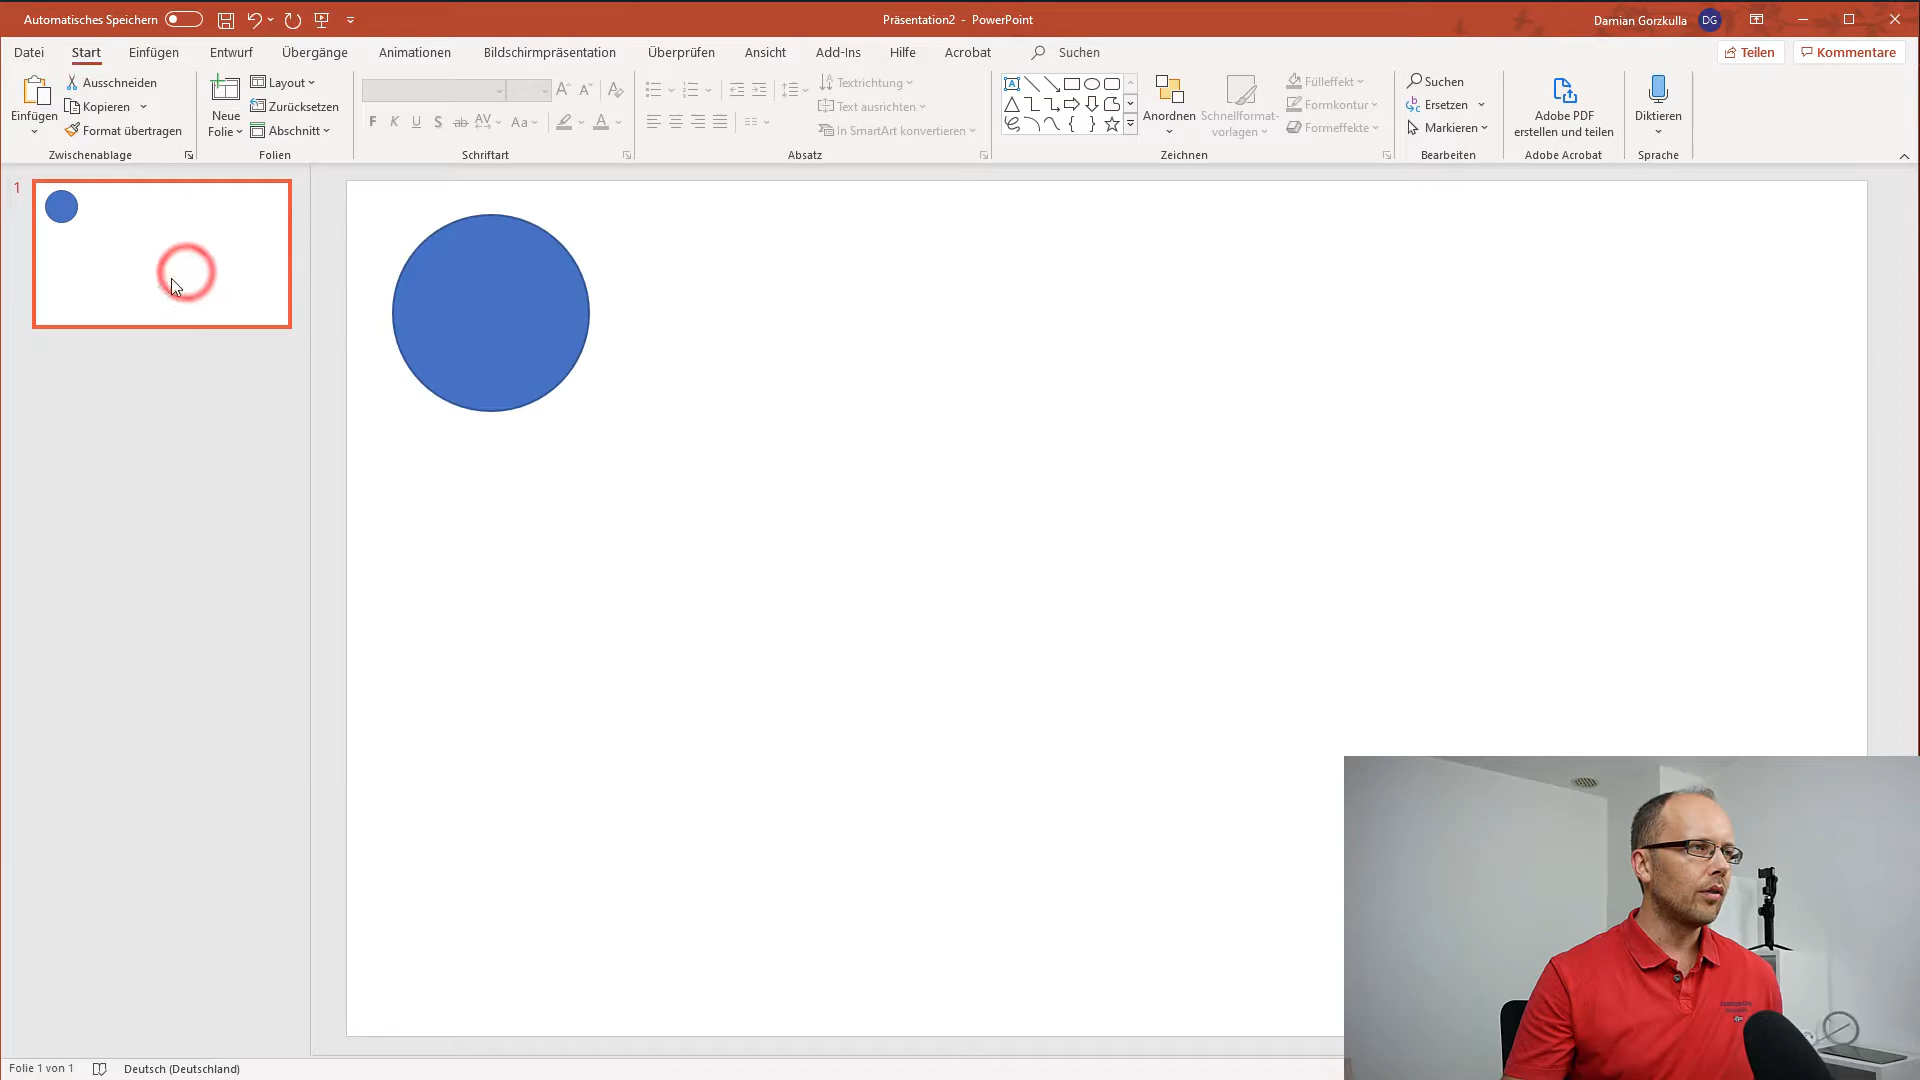 Automatisches Speichern
Präsentation2 - PowerPoint
Damian Gorzkulla DG
Datei Start Einfügen Entwurf Übergänge Animationen Bildschirmpräsentation Überprüfen Ansicht Add-Ins Hilfe Acrobat Suchen Teilen Kommentare
Einfügen
Ausschneiden
Kopieren
Format übertragen
Zwischenablage
Neue
Folie
Layout
Zurücksetzen
Abschnitt
Folien
F K U S ab AV Aa A
Schriftart
Textrichtung
Text ausrichten
In SmartArt konvertieren
Absatz
Anordnen
Schnellformat-
vorlagen
Fülleffekt
Formkontur
Formeffekte
Zeichnen
Suchen
Ersetzen
Markieren
Bearbeiten
Adobe PDF
erstellen und teilen
Adobe Acrobat
Diktieren
Sprache
1
Folie 1 von 1 Deutsch (Deutschland)